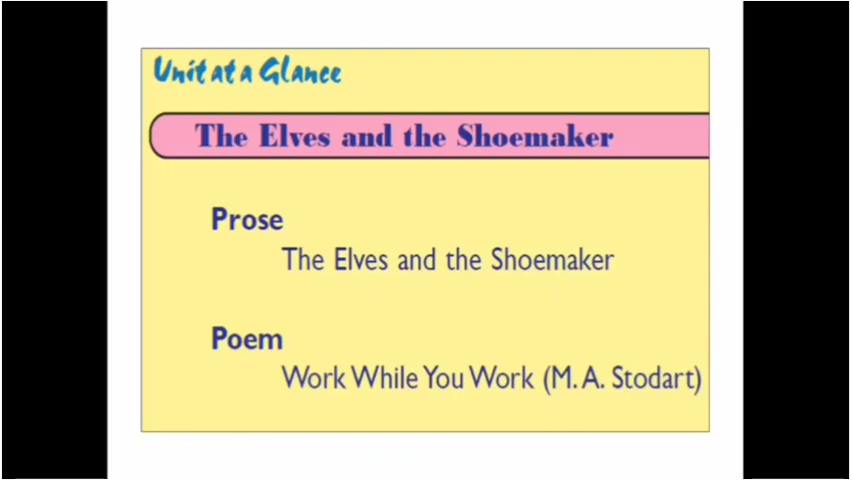 Unit at a Glance
The Elves and the Shoemaker
Prose
The Elves and the Shoemaker
Poem
Work While You Work (M. A. Stodart)